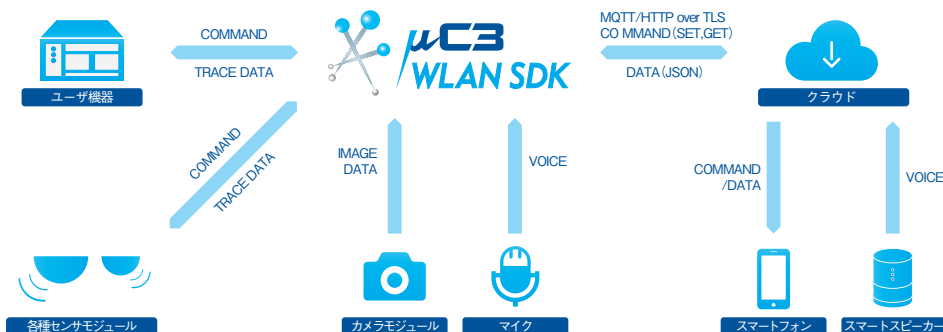 COMMAND
TRACE DATA
ユーザ機器
μC3
WLAN SDK
MQTT/HTTP over TLS
CO MMAND(SET,GET)
DATA(JSON)
クラウド
COMMAND
TRACE DATA
IMAGE
DATA
VOICE
COMMAND
/DATA
VOICE
各種センサモジュール
カメラモジュール
マイク
スマートフォン
スマートスピーカー